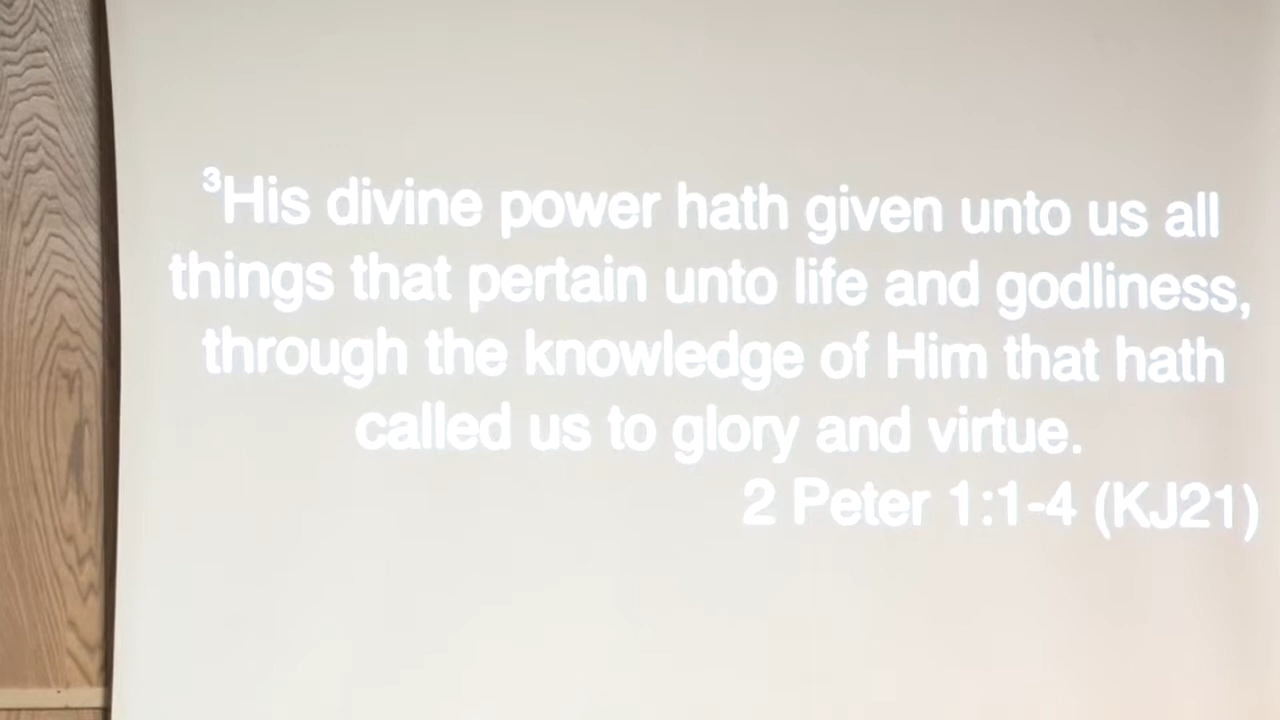 ³His divine power hath given unto us all
things that pertain unto life and godliness,
through the knowledge of Him that hath
called us to glory and virtue.
2 Peter 1:1-4 (KJ21)